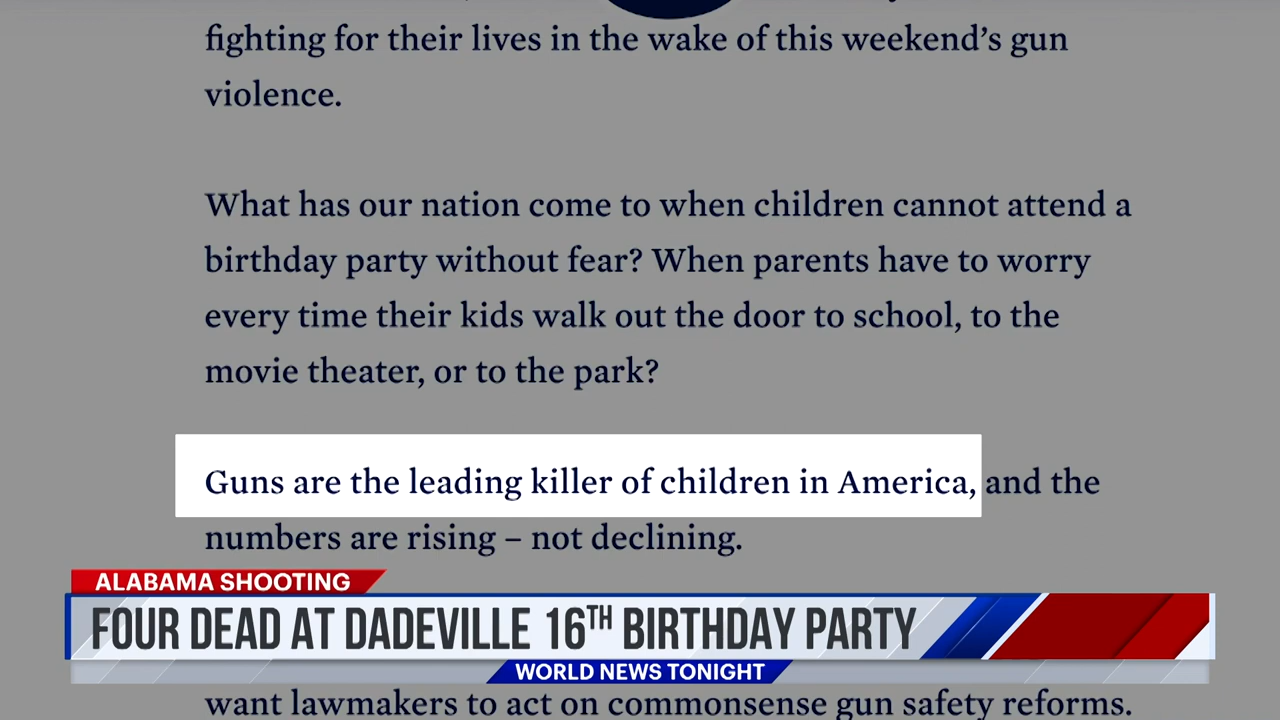 fighting for their lives in the wake of this weekend’s gun
violence.
What has our nation come to when children cannot attend a
birthday party without fear? When parents have to worry
every time their kids walk out the door to school, to the
movie theater, or to the park?
Guns are the leading killer of children in America, and the
numbers are rising – not declining.
ALABAMA SHOOTING
FOUR DEAD AT DADEVILLE 16TH BIRTHDAY PARTY
WORLD NEWS TONIGHT
want lawmakers to act on commonsense gun safety reforms.